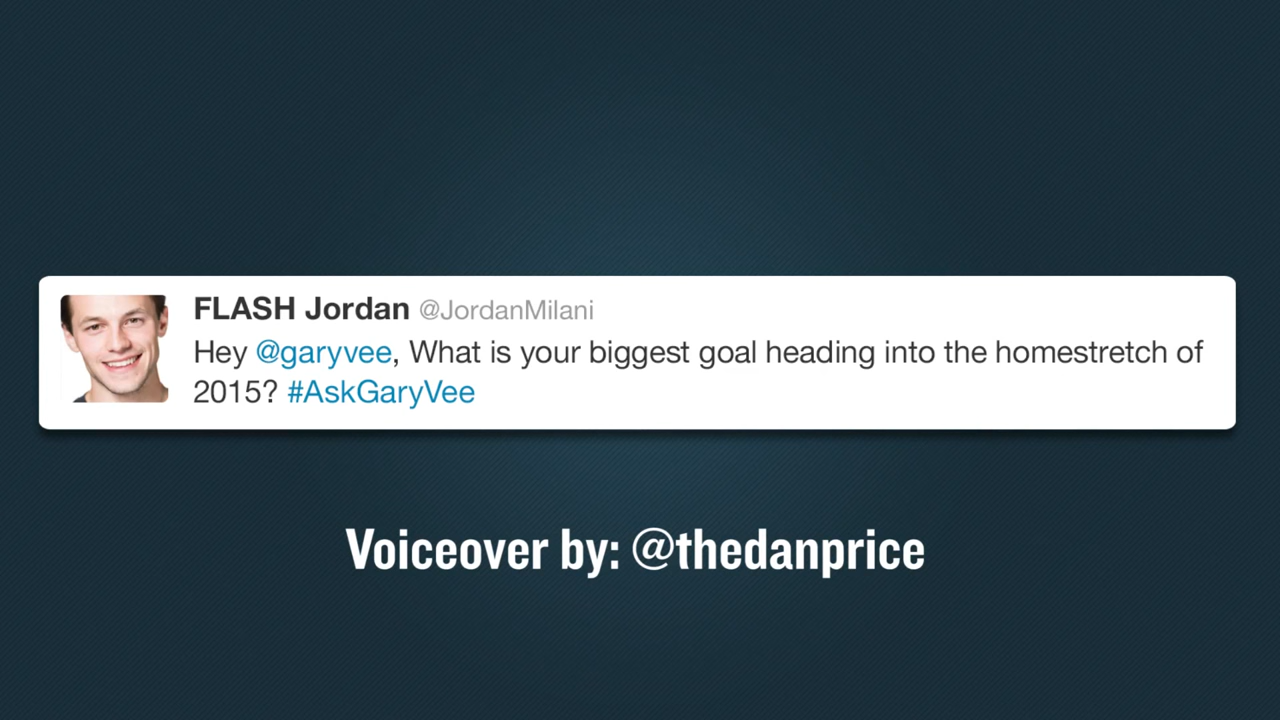 FLASH Jordan @JordanMilani
Hey @garyvee, What is your biggest goal heading into the homestretch of
2015? #AskGaryVee
Voiceover by: @thedanprice